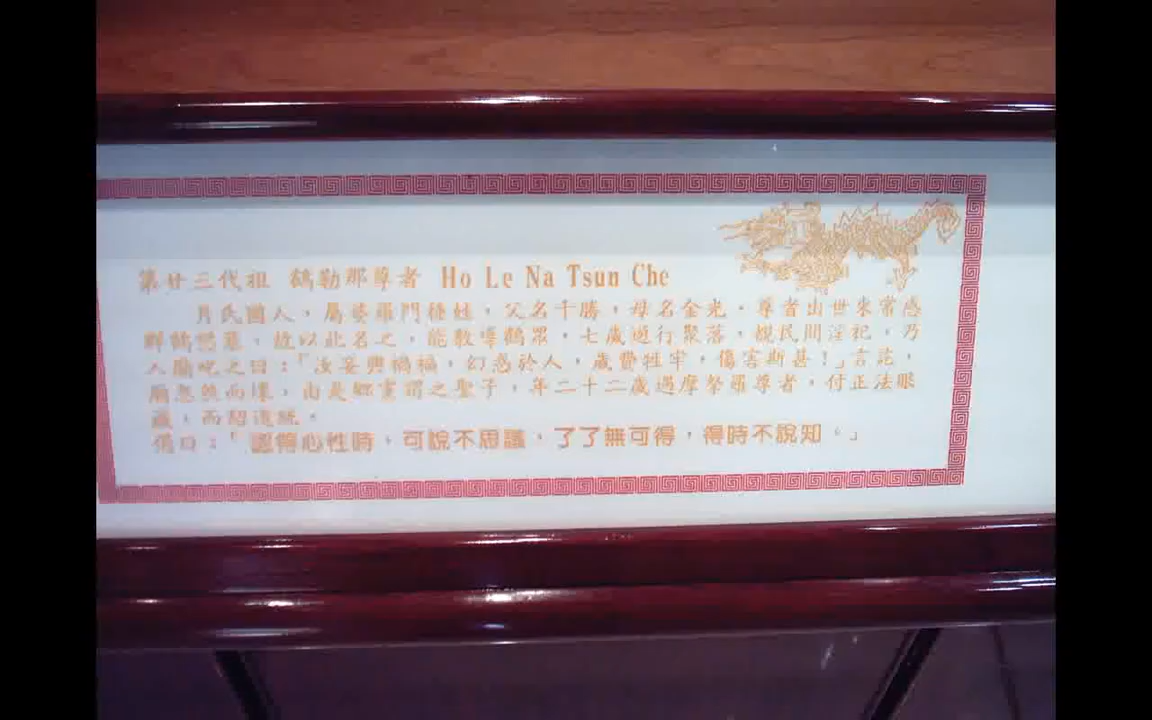 第廿三代祖 鶴勒那尊者 Ho Le Na Tsun Che
月氏國人，屬婆羅門種姓，父名千勝，母名金光。尊者出世來常感
群鶴戀慕，故以此名之，能教導鶴眾，七歲遊行聚落，覩民間淫祀，乃
入廟叱之曰：「汝妄興禍福，幻惑於人，歲費牲牢，傷害斯甚！」言訖，
廟忽然而壞，由是鄉黨謂之聖子，年二十二歲遇摩拏羅尊者，付正法眼
藏，而紹道統。
偈曰：「認得心性時，可說不思議，了了無可得，得時不說知。」